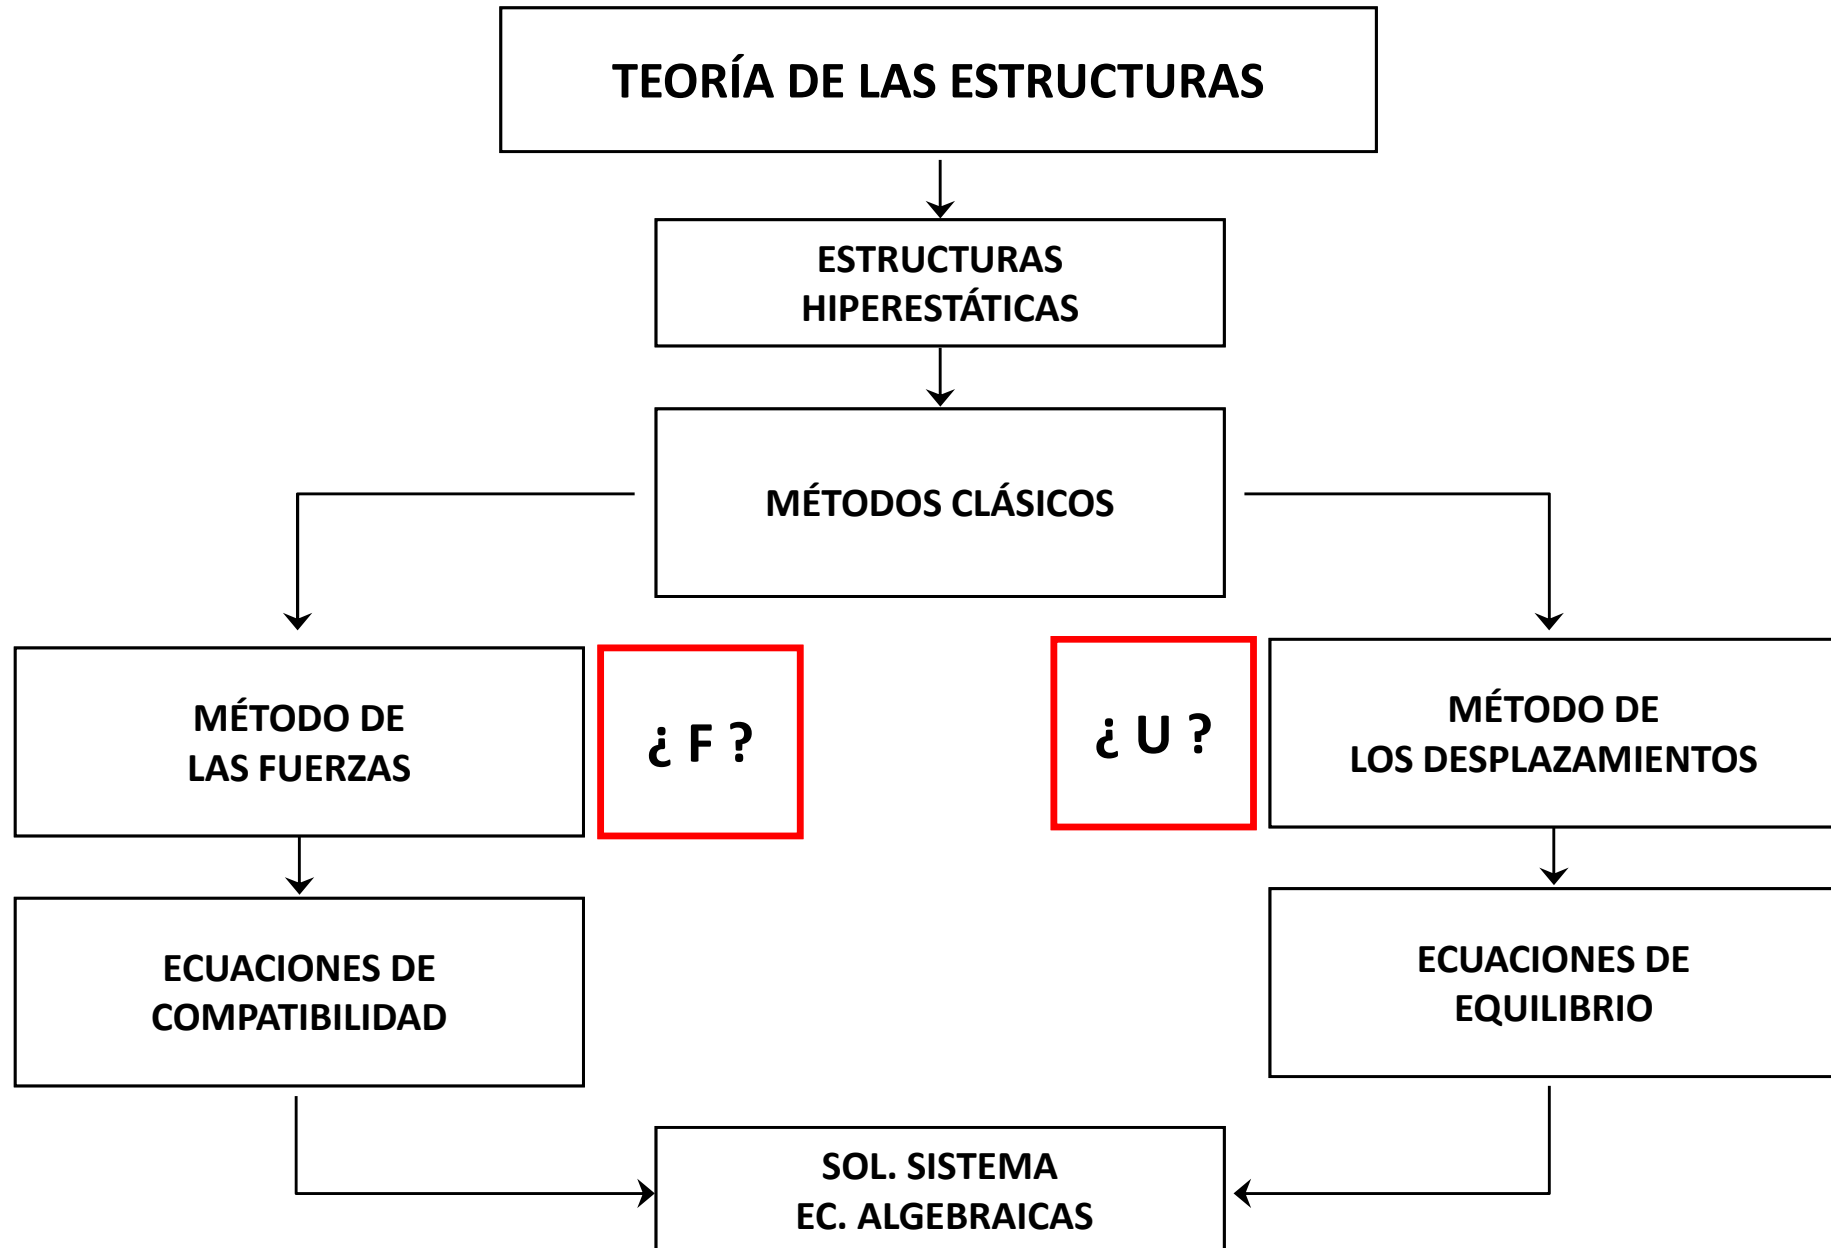 TEORÍA DE LAS ESTRUCTURAS
ESTRUCTURAS
HIPERESTÁTICAS
MÉTODOS CLÁSICOS
MÉTODO DE
LAS FUERZAS
¿ F ?
¿ U ?
MÉTODO DE
LOS DESPLAZAMIENTOS
ECUACIONES DE
COMPATIBILIDAD
ECUACIONES DE
EQUILIBRIO
SOL. SISTEMA
EC. ALGEBRAICAS